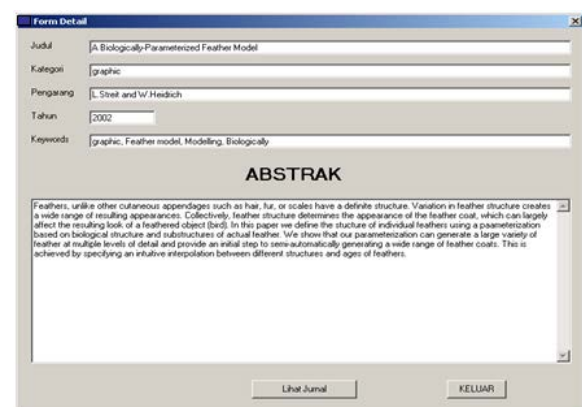 Form Detail
Judul A Biologically-Parameterized Feather Model
Kategori graphic
Pengarang L.Streit and W.Heidrich
Tahun 2002
Keywords graphic, Feather model, Modelling, Biologically
ABSTRAK
Feathers, unlike other cutaneous appendages such as hair, fur, or scales have a definite structure. Variation in feather structure creates
a wide range of resulting appearances. Collectively, feather structure determines the appearance of the feather coat, which can largely
affect the resulting look of a feathered object (bird). In this paper we define the stucture of individual feathers using a paameterization
based on biological structure and substructures of actual feather. We show that our parameterization can generate a large variety of
feather at multiple levels of detail and provide an initial step to semi-automatically generating a wide range of feather coats. This is
achieved by specifying an intuitive interpolation between different structures and ages of feathers.
Lihat Jurnal KELUAR